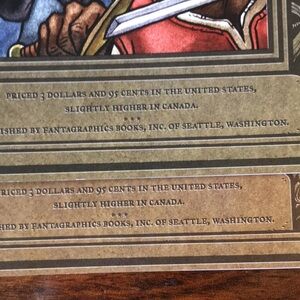 PRICED 3 DOLLARS AND 95 CENTS IN THE UNITED STATES,
SLIGHTLY HIGHER IN CANADA.
***
ISHED BY FANTAGRAPHICS BOOKS, INC. OF SEATTLE, WASHINGTON.
RICED 3 DOLLARS AND 95 CENTS IN THE UNITED STATES,
SLIGHTLY HIGHER IN CANADA.
***
HED BY FANTAGRAPHICS BOOKS, INC. OF SEATTLE, WASHINGTON.